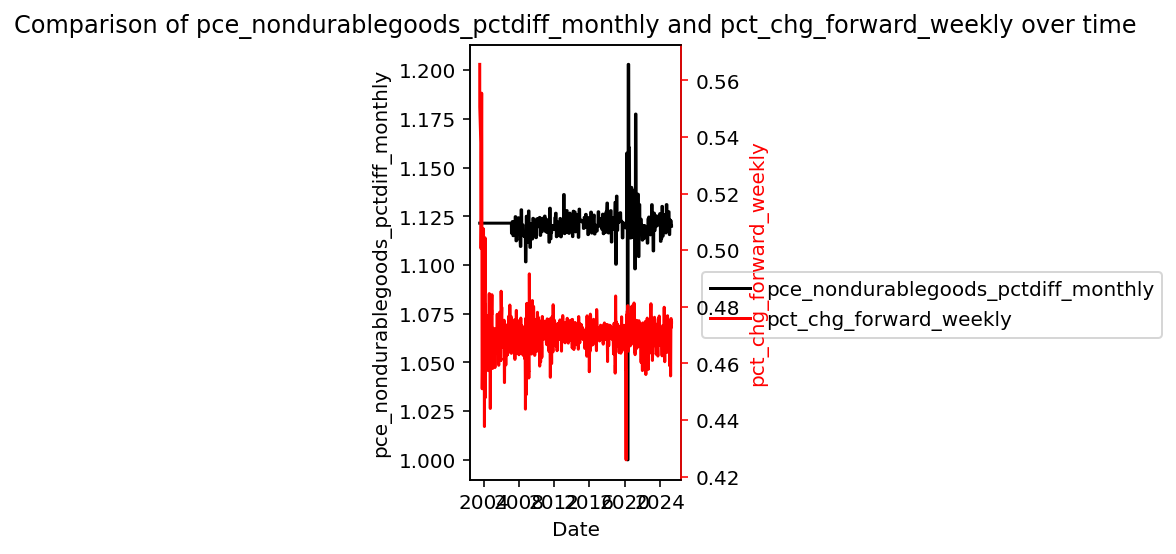 Comparison of pce_nondurablegoods_pctdiff_monthly and pct_chg_forward_weekly over time
pce_nondurablegoods_pctdiff_monthly
1.200
1.175
1.150
1.125
1.100
1.075
1.050
1.025
1.000
0.56
0.54
0.52
0.50
0.48
0.46
0.44
0.42
pct_chg_forward_weekly
pce_nondurablegoods_pctdiff_monthly
pct_chg_forward_weekly
2004 2008 2012 2016 2020 2024
Date